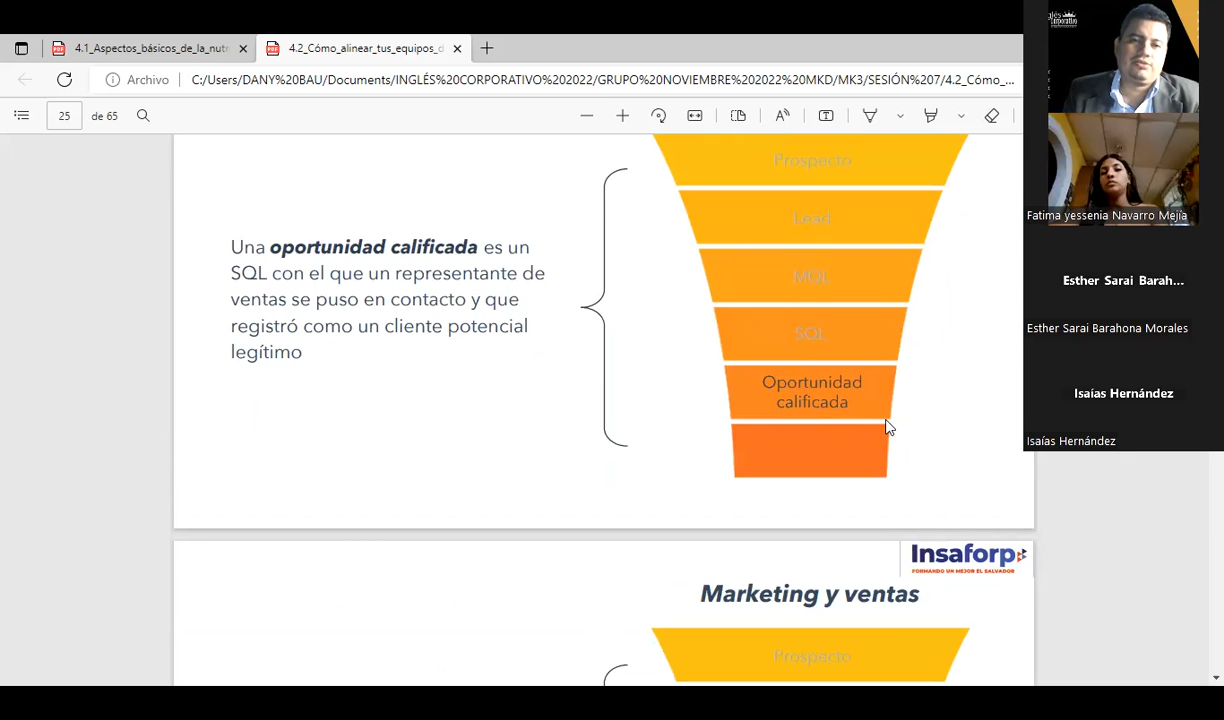 4.1_Aspectos_básicos_de_la_nutr
4.2_Cómo_alinear_tus_equipos_d
Archivo
C:/Users/DANY%20BAU/Documents/INGLÉS%20CORPORATIVO%202022/GRUPO%20NOVIEMBRE%202022%20MKD/MK3/SESIÓN%207/4.2_Cómo_...
25
de 65
Prospecto
Lead
MQL
SQL
Oportunidad
calificada
Una oportunidad calificada es un
SQL con el que un representante de
ventas se puso en contacto y que
registró como un cliente potencial
legítimo
Insaforp
FORMANDO UN MEJOR EL SALVADOR
Marketing y ventas
Prospecto
Fatima yessenia Navarro Mejía
Esther Sarai Barah...
Esther Sarai Barahona Morales
Isaías Hernández
Isaías Hernández